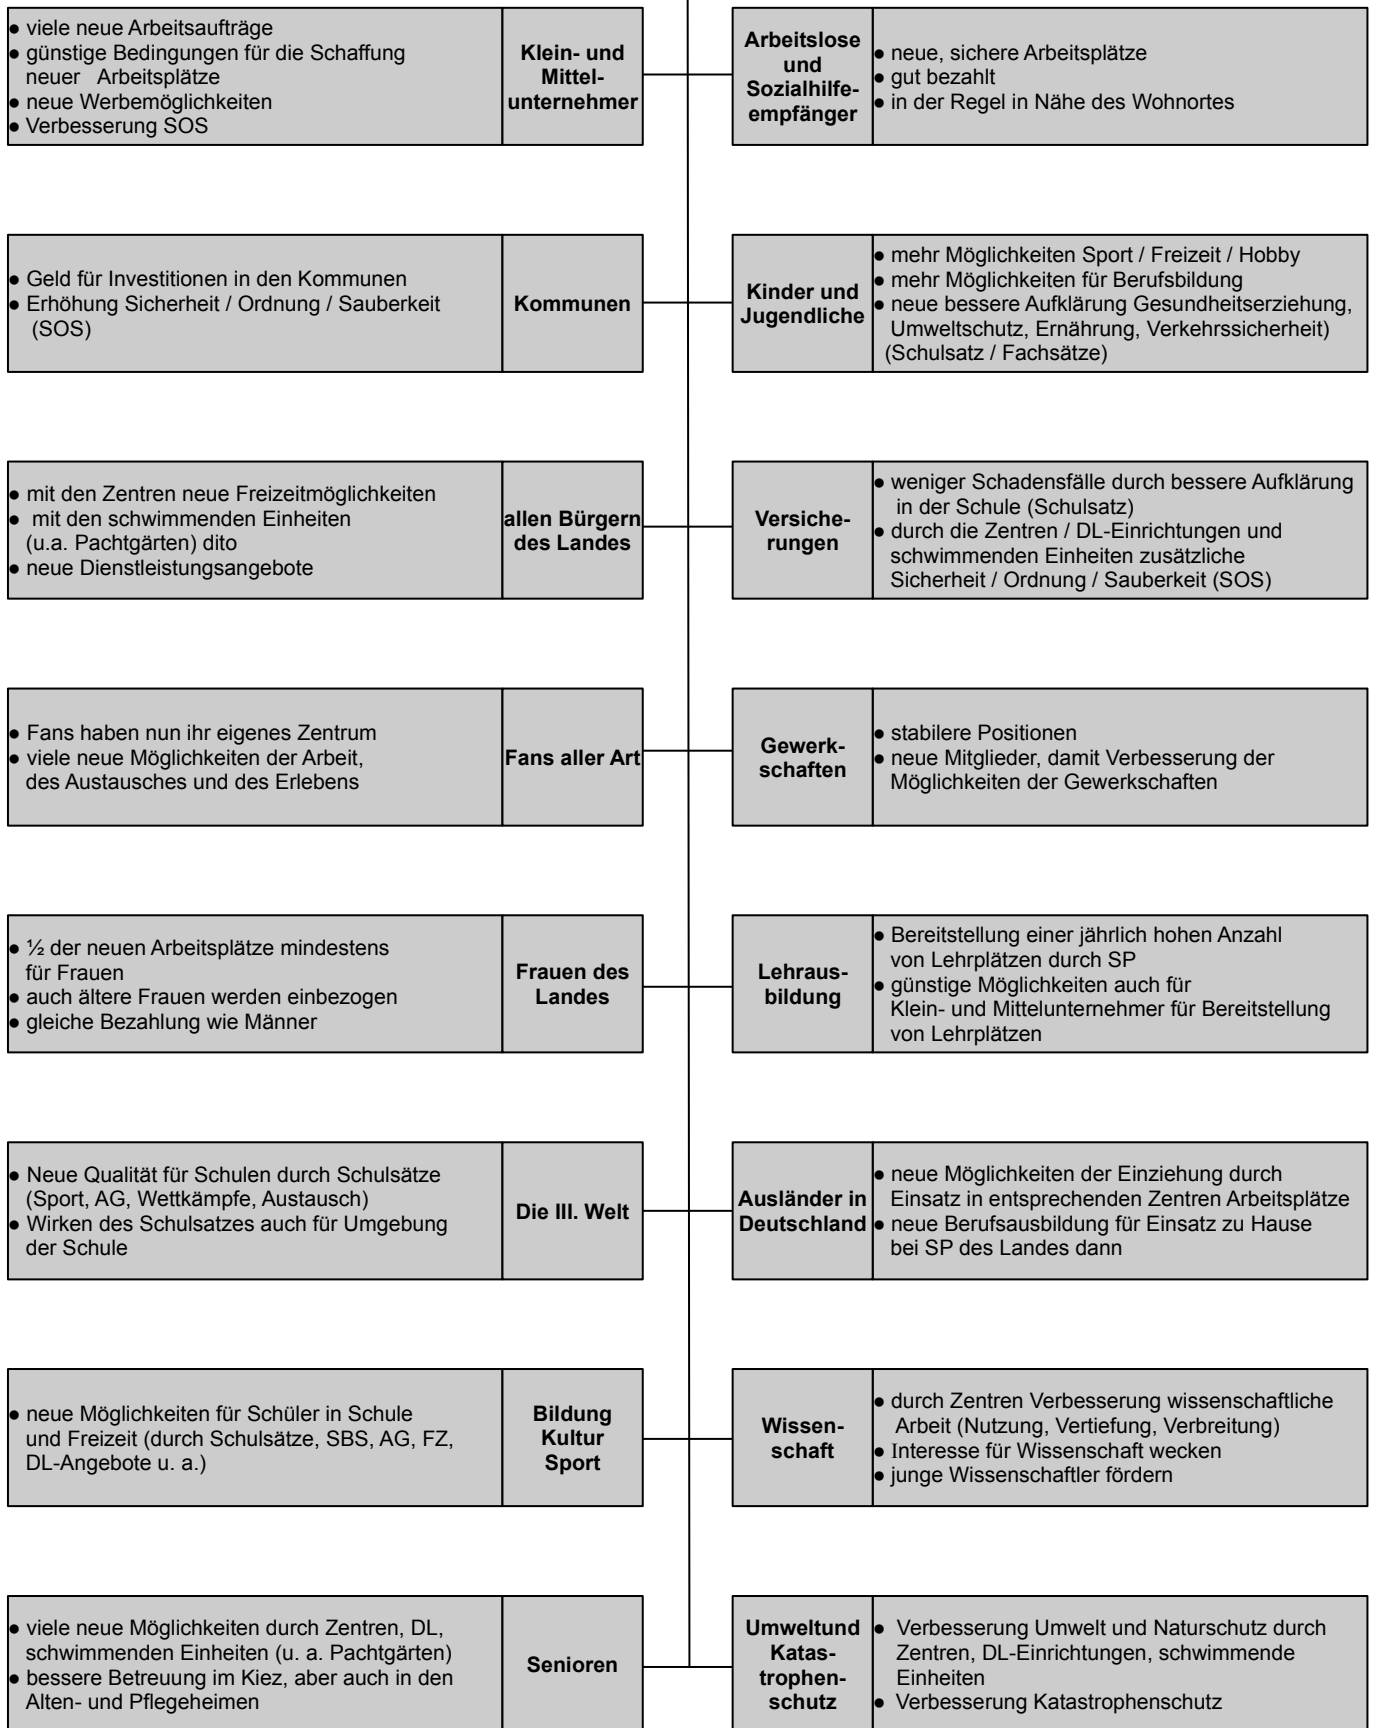 ● viele neue Arbeitsaufträge
● günstige Bedingungen für die Schaffung
neuer Arbeitsplätze
● neue Werbemöglichkeiten
● Verbesserung SOS
Klein- und
Mittel-
unternehmer
Arbeitslose
und
Sozialhilfe-
empfänger
● neue, sichere Arbeitsplätze
● gut bezahlt
● in der Regel in Nähe des Wohnortes
● Geld für Investitionen in den Kommunen
● Erhöhung Sicherheit / Ordnung / Sauberkeit
(SOS)
Kommunen
Kinder und
Jugendliche
● mehr Möglichkeiten Sport / Freizeit / Hobby
● mehr Möglichkeiten für Berufsbildung
● neue bessere Aufklärung Gesundheitserziehung,
Umweltschutz, Ernährung, Verkehrssicherheit)
(Schulsatz / Fachsätze)
● mit den Zentren neue Freizeitmöglichkeiten
● mit den schwimmenden Einheiten
(u.a. Pachtgärten) dito
● neue Dienstleistungsangebote
allen Bürgern
des Landes
Versiche-
rungen
● weniger Schadensfälle durch bessere Aufklärung
in der Schule (Schulsatz)
● durch die Zentren / DL-Einrichtungen und
schwimmenden Einheiten zusätzliche
Sicherheit / Ordnung / Sauberkeit (SOS)
● Fans haben nun ihr eigenes Zentrum
● viele neue Möglichkeiten der Arbeit,
des Austausches und des Erlebens
Fans aller Art
Gewerk-
schaften
● stabilere Positionen
● neue Mitglieder, damit Verbesserung der
Möglichkeiten der Gewerkschaften
● ½ der neuen Arbeitsplätze mindestens
für Frauen
● auch ältere Frauen werden einbezogen
● gleiche Bezahlung wie Männer
Frauen des
Landes
Lehraus-
bildung
● Bereitstellung einer jährlich hohen Anzahl
von Lehrplätzen durch SP
● günstige Möglichkeiten auch für
Klein- und Mittelunternehmer für Bereitstellung
von Lehrplätzen
● Neue Qualität für Schulen durch Schulsätze
(Sport, AG, Wettkämpfe, Austausch)
● Wirken des Schulsatzes auch für Umgebung
der Schule
Die III. Welt
Ausländer in
Deutschland
● neue Möglichkeiten der Einziehung durch
Einsatz in entsprechenden Zentren Arbeitsplätze
● neue Berufsausbildung für Einsatz zu Hause
bei SP des Landes dann
● neue Möglichkeiten für Schüler in Schule
und Freizeit (durch Schulsätze, SBS, AG, FZ,
DL-Angebote u. a.)
Bildung
Kultur
Sport
Wissen-
schaft
● durch Zentren Verbesserung wissenschaftliche
Arbeit (Nutzung, Vertiefung, Verbreitung)
● Interesse für Wissenschaft wecken
● junge Wissenschaftler fördern
● viele neue Möglichkeiten durch Zentren, DL,
schwimmenden Einheiten (u. a. Pachtgärten)
● bessere Betreuung im Kiez, aber auch in den
Alten- und Pflegeheimen
Senioren
Umweltund
Katas-
trophen-
schutz
● Verbesserung Umwelt und Naturschutz durch
Zentren, DL-Einrichtungen, schwimmende
Einheiten
● Verbesserung Katastrophenschutz